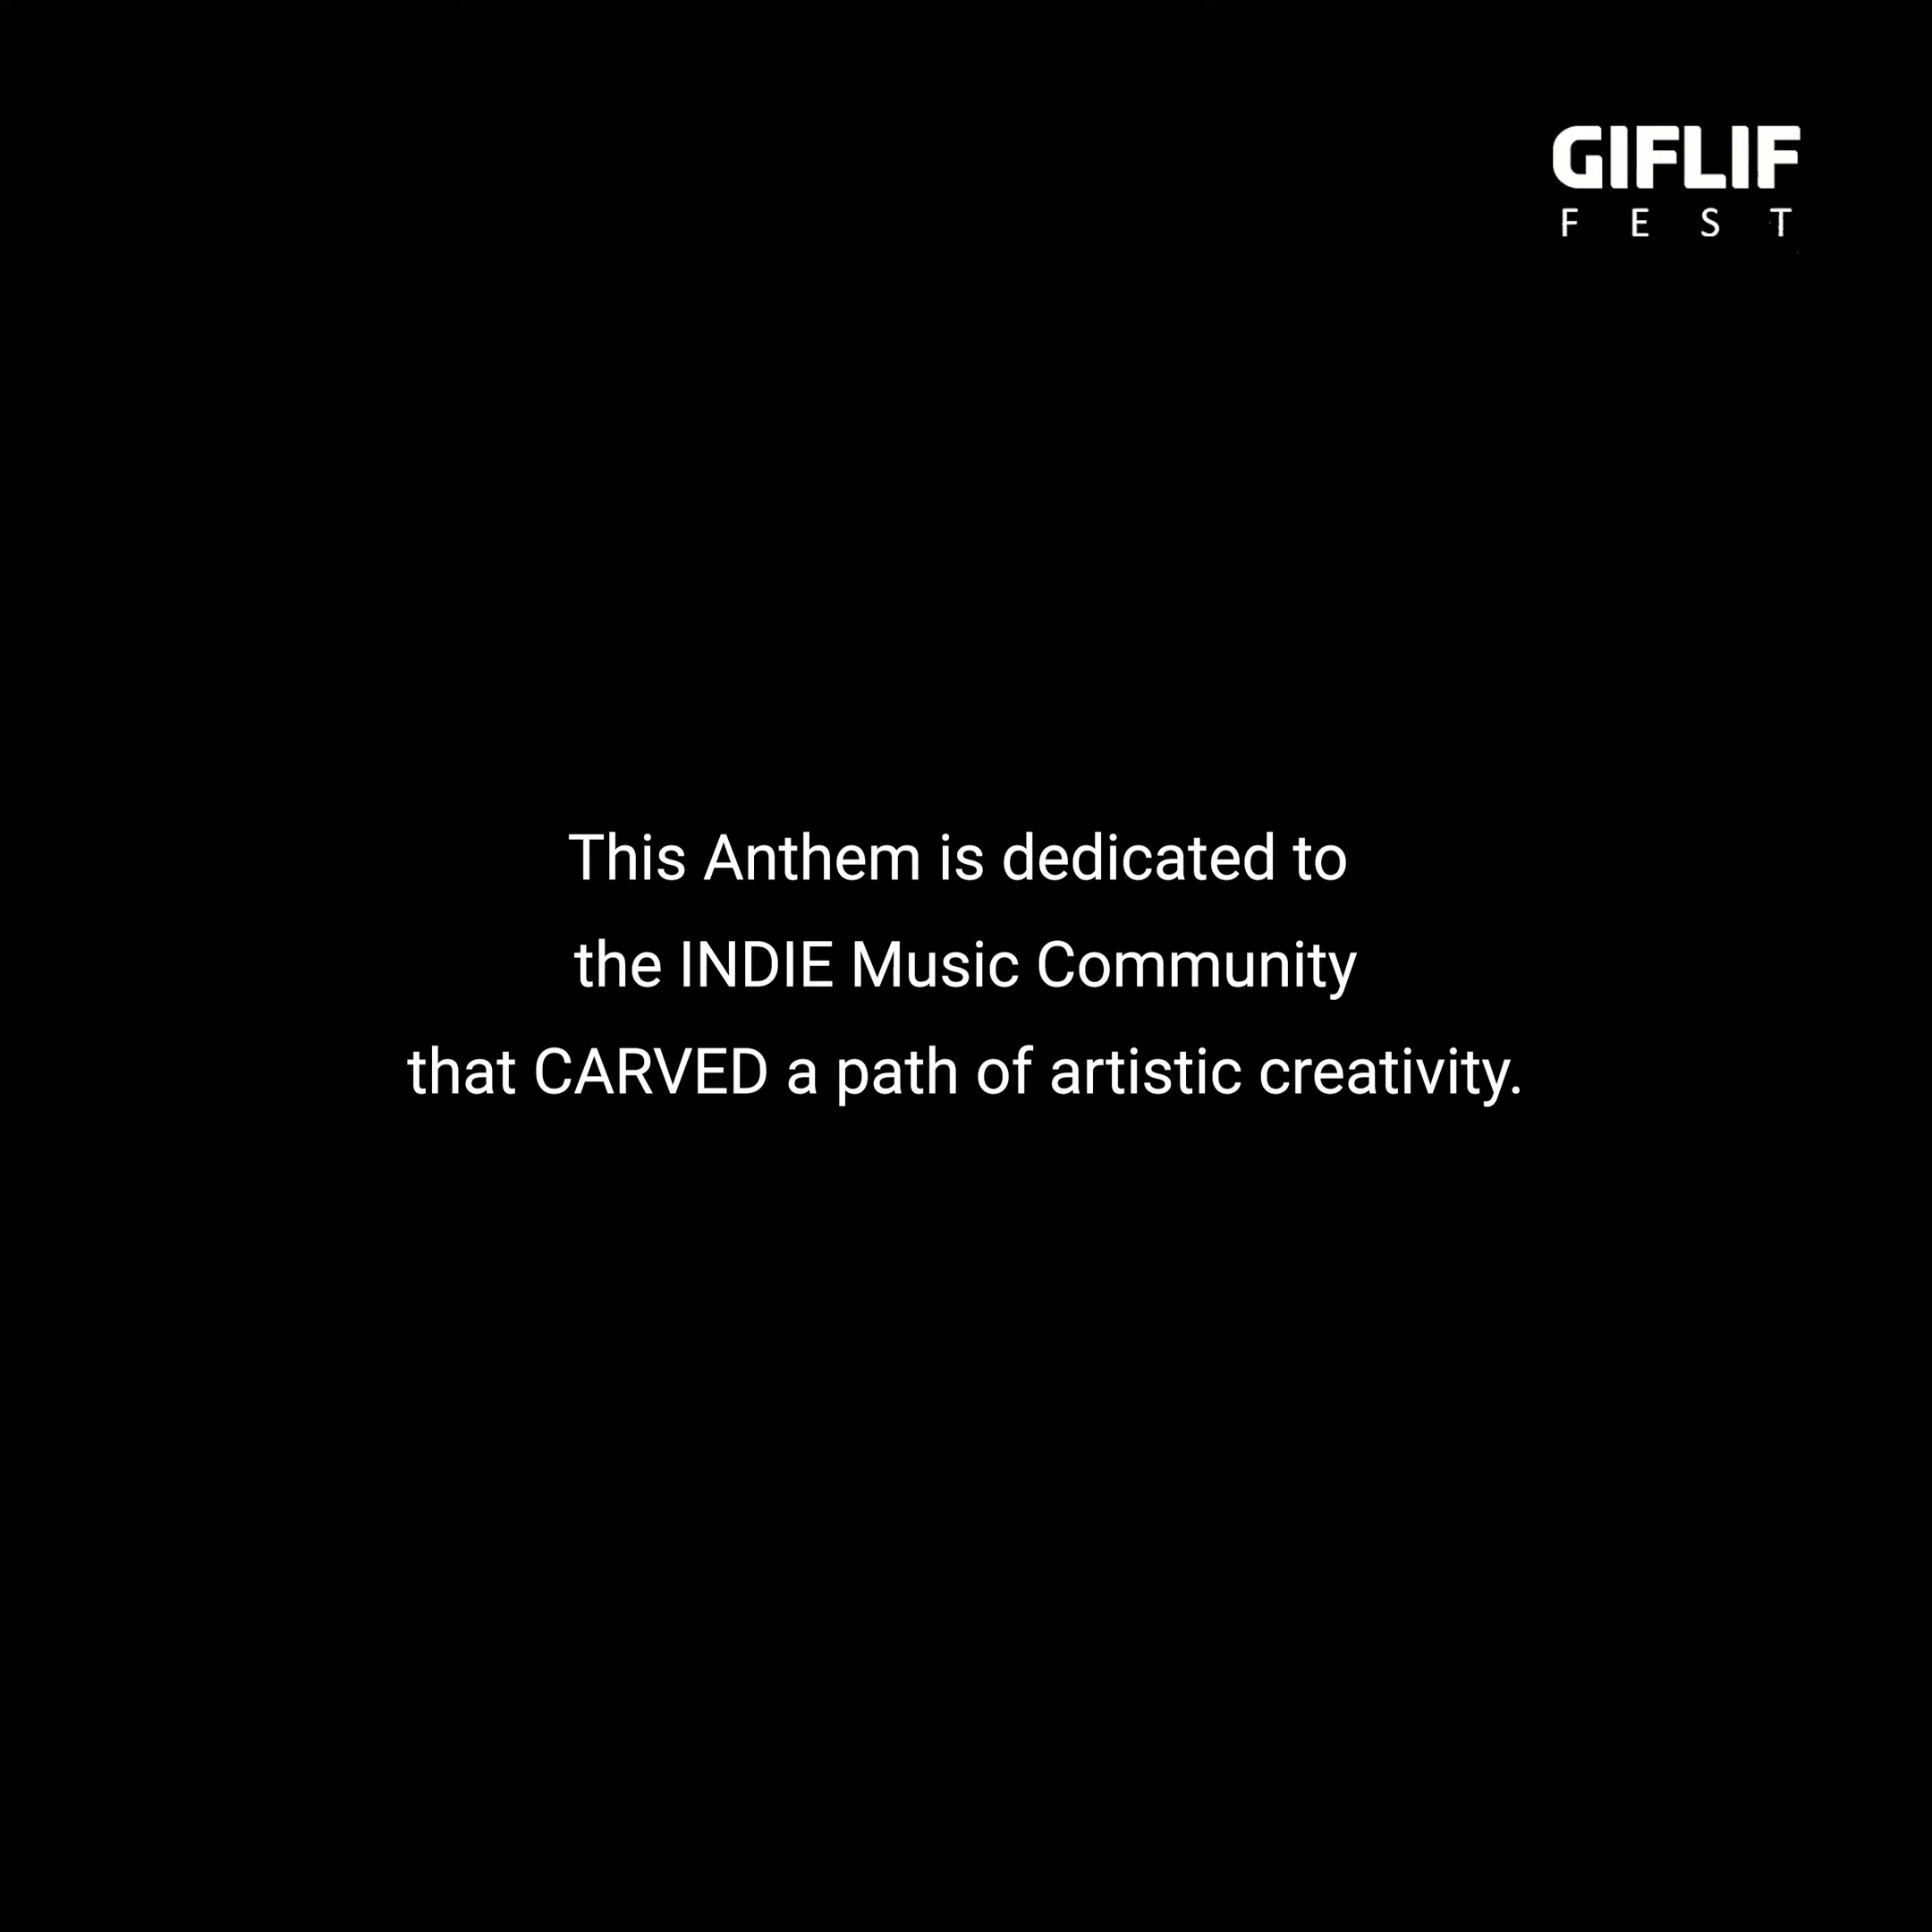 GIFLIF
FEST
This Anthem is dedicated to
the INDIE Music Community
that CARVED a path of artistic creativity.